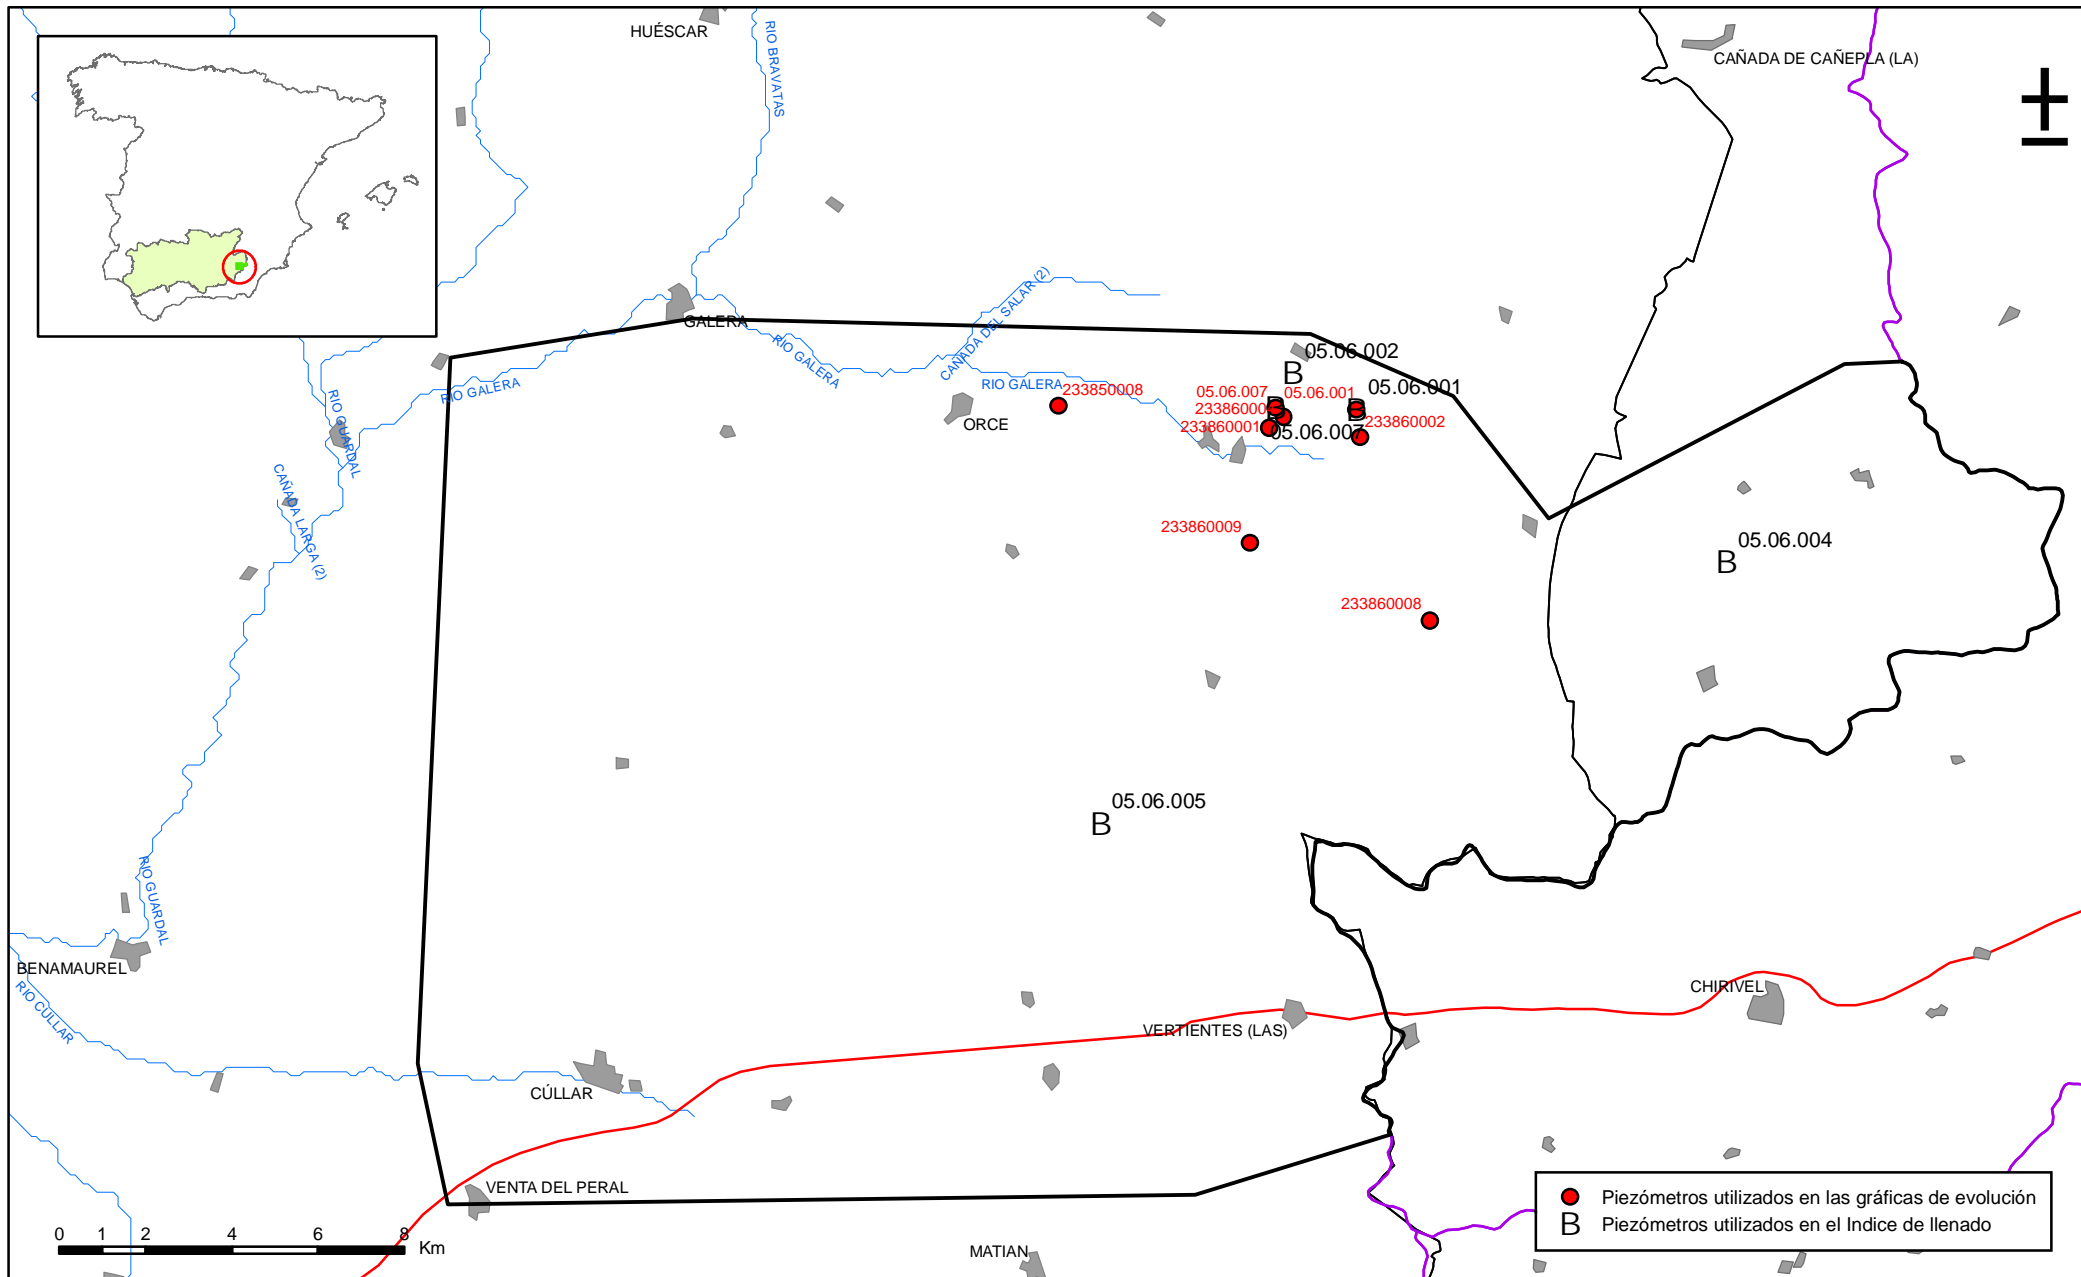 HUÉSCAR
RIO BRAVATAS
CAÑADA DE CAÑEPLA (LA)
GALERA
RIO GALERA
CAÑADA DEL SALAR (2)
RIO GALERA
RIO GALERA
ORCE
233850008
05.06.002
B
05.06.001
B
05.06.007
05.06.001
233860004
B
233860001
05.06.007
233860002
RIO GUARDAL
CAÑADA LARGA (2)
233860009
05.06.004
B
233860008
05.06.005
B
RIO GUARDAL
BENAMAUREL
RIO CULLAR
CHIRIVEL
VERTIENTES (LAS)
CÚLLAR
VENTA DEL PERAL
MATIAN
0 1 2 4 6 8
Km
Piezómetros utilizados en las gráficas de evolución
B Piezómetros utilizados en el Indice de llenado